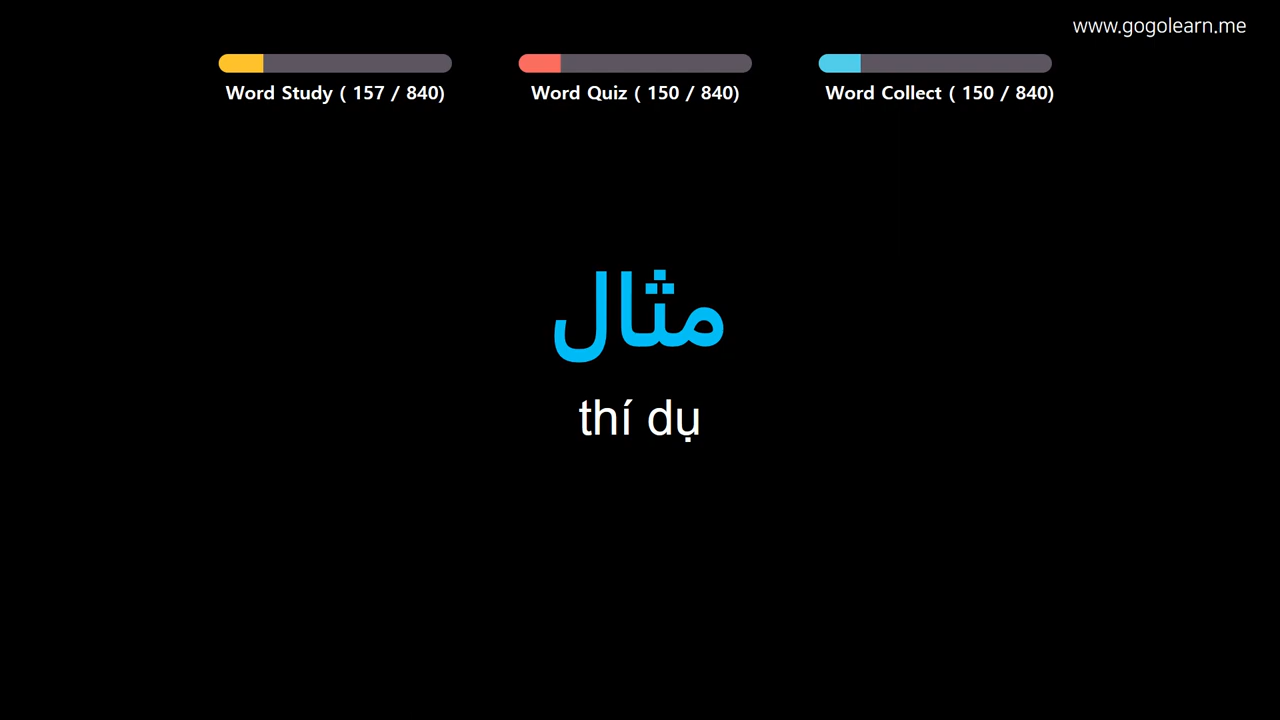 www.gogolearn.me
Word Study ( 157 / 840)
Word Quiz ( 150 / 840)
Word Collect ( 150 / 840)
مثال
thí dụ